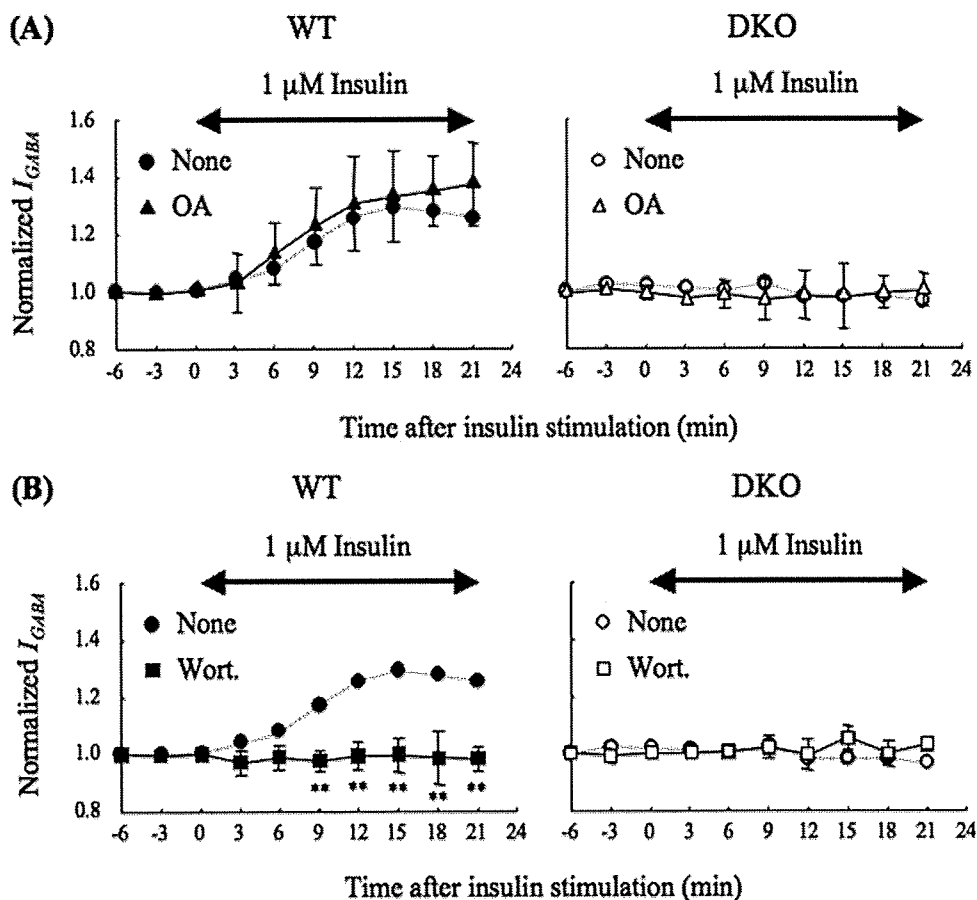 (A) WT DKO
1 μM Insulin 1 μM Insulin
1.6
1.4
1.2
1.0
0.8
Normalized I_GABA
None
OA
None
OA
-6 -3 0 3 6 9 12 15 18 21 24 -6 -3 0 3 6 9 12 15 18 21 24
Time after insulin stimulation (min)
(B) WT DKO
1 μM Insulin 1 μM Insulin
1.6
1.4
1.2
1.0
0.8
Normalized I_GABA
None
Wort.
None
Wort.
** ** ** ** **
-6 -3 0 3 6 9 12 15 18 21 24 -6 -3 0 3 6 9 12 15 18 21 24
Time after insulin stimulation (min)